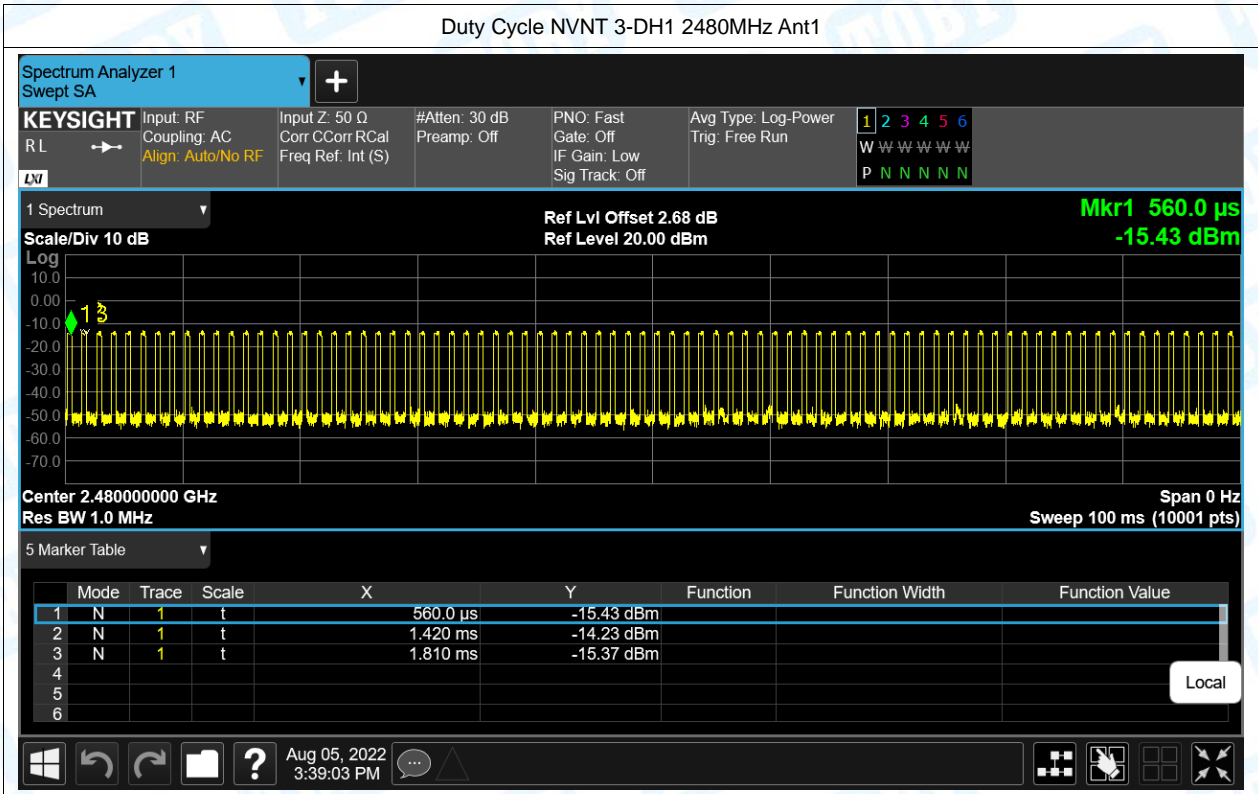 Duty Cycle NVNT 3-DH1 2480MHz Ant1
Spectrum Analyzer 1
Swept SA
+
KEYSIGHT
RL
LXI
Input: RF
Coupling: AC
Align: Auto/No RF
Input Z: 50 Ω
Corr CCorr RCal
Freq Ref: Int (S)
#Atten: 30 dB
Preamp: Off
PNO: Fast
Gate: Off
IF Gain: Low
Sig Track: Off
Avg Type: Log-Power
Trig: Free Run
1 2 3 4 5 6
W W W W W W
P N N N N N
1 Spectrum
Scale/Div 10 dB
Ref Lvl Offset 2.68 dB
Ref Level 20.00 dBm
Mkr1 560.0 µs
-15.43 dBm
Log
10.0
0.00
-10.0
-20.0
-30.0
-40.0
-50.0
-60.0
-70.0
1 3
Center 2.480000000 GHz
Res BW 1.0 MHz
Span 0 Hz
Sweep 100 ms (10001 pts)
5 Marker Table
Mode Trace Scale X Y Function Function Width Function Value
1 N 1 t 560.0 µs -15.43 dBm
2 N 1 t 1.420 ms -14.23 dBm
3 N 1 t 1.810 ms -15.37 dBm
4
5
6
Local
?
Aug 05, 2022
3:39:03 PM